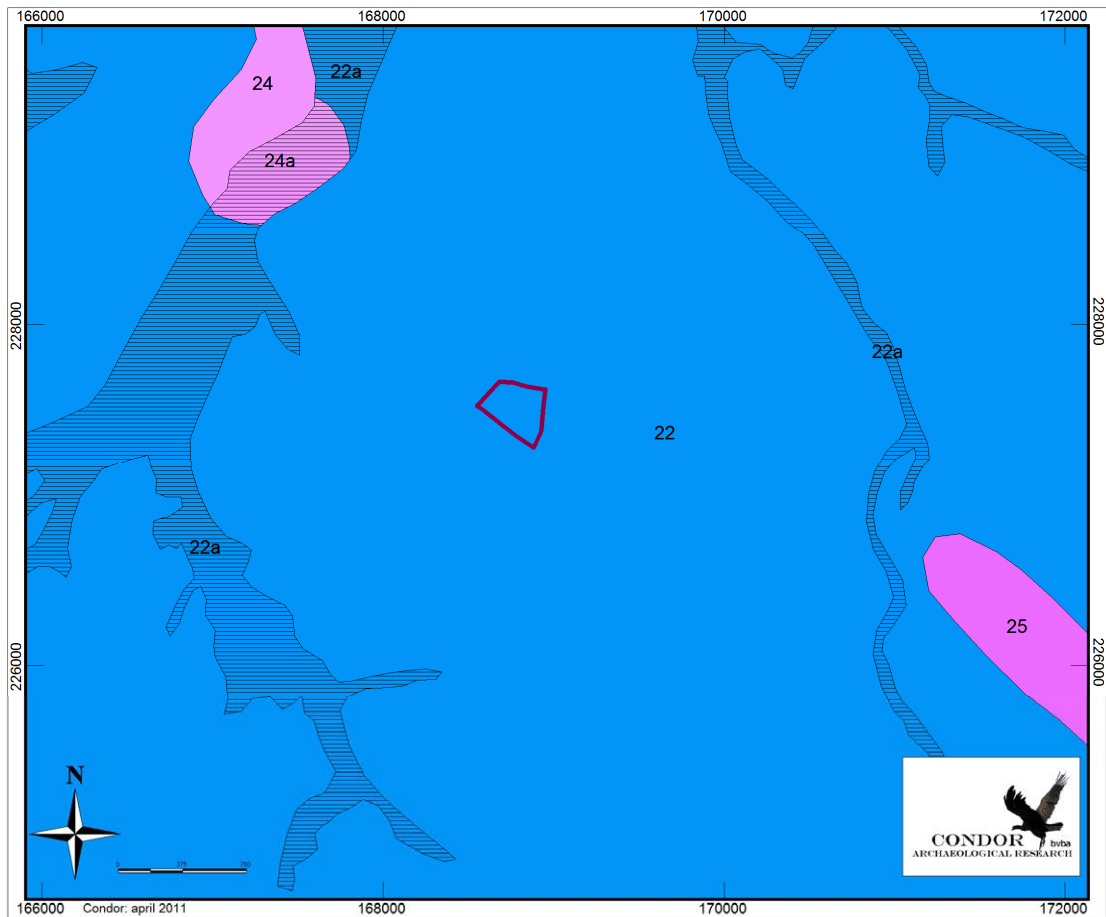 166000 168000 170000 172000
22a
24
24a
228000 228000
22a
22
22a
25
226000 226000
N
0 375 750
CONDOR bvba
ARCHAEOLOGICAL RESEARCH
166000 168000 170000 172000
Condor: april 2011